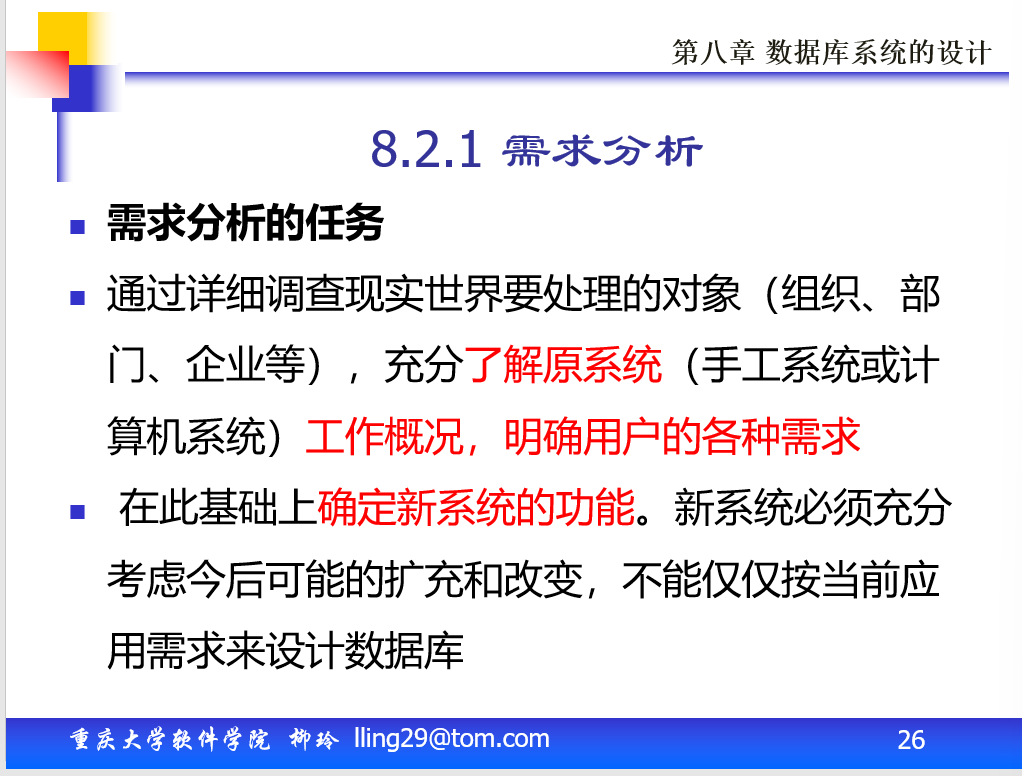 第八章 数据库系统的设计
8.2.1 需求分析
需求分析的任务
通过详细调查现实世界要处理的对象（组织、部
门、企业等），充分了解原系统（手工系统或计
算机系统）工作概况，明确用户的各种需求
在此基础上确定新系统的功能。新系统必须充分
考虑今后可能的扩充和改变，不能仅仅按当前应
用需求来设计数据库
重庆大学软件学院 柳玲 lling29@tom.com
26